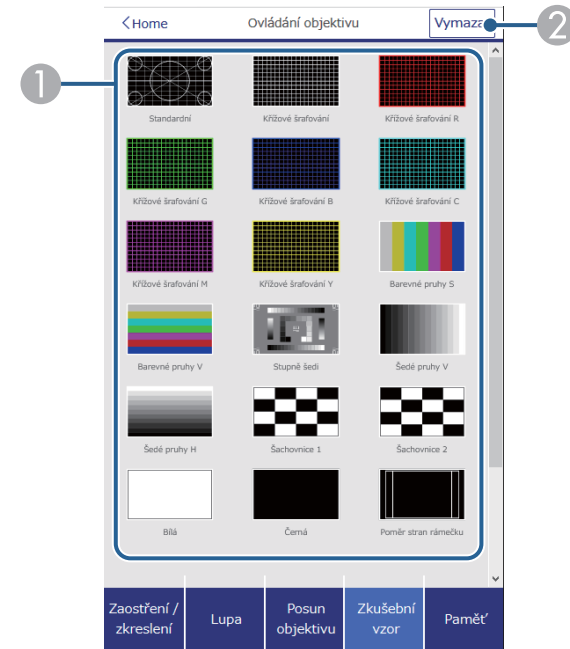 Home Ovládání objektivu Vymaza 2
1
Standardní Křížové šrafování Křížové šrafování R
Křížové šrafování G Křížové šrafování B Křížové šrafování C
Křížové šrafování M Křížové šrafování Y Barevné pruhy S
Barevné pruhy V Stupně šedi Šedé pruhy V
Šedé pruhy H Šachovnice 1 Šachovnice 2
Bílá Černá Poměr stran rámečku
Zaostření /
zkreslení
Lupa
Posun
objektivu
Zkušební
vzor
Paměť